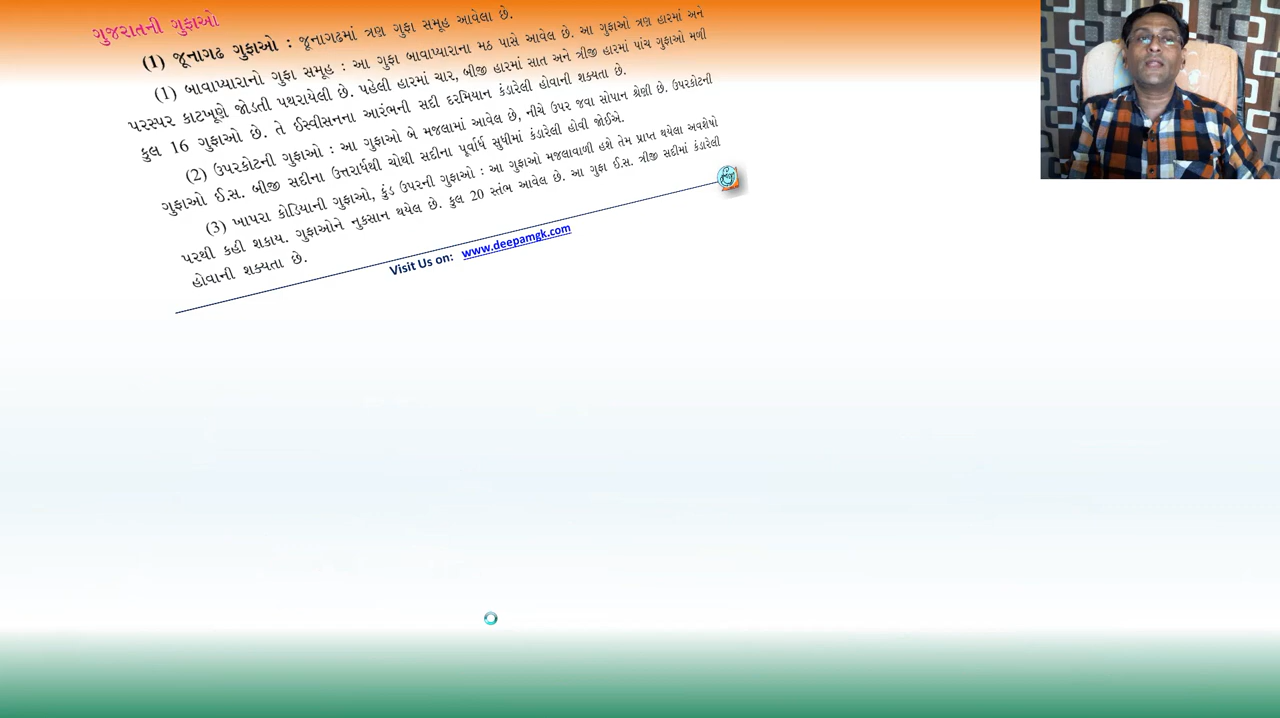 ગુજરાતની ગુફાઓ
(1) જૂનાગઢ ગુફાઓ : જૂનાગઢમાં ત્રણ ગુફા સમૂહ આવેલા છે.
(1) બાવાપ્યારાનો ગુફા સમૂહ : આ ગુફા બાવાપ્યારાના મઠ પાસે આવેલ છે. આ ગુફાઓ ત્રણ હારમાં અને
પરસ્પર કાટખૂણે જોડતી પથરાયેલી છે. પહેલી હારમાં ચાર, બીજી હારમાં સાત અને ત્રીજી હારમાં પાંચ ગુફાઓ મળી
કુલ 16 ગુફાઓ છે. તે ઈસ્વીસનના આરંભની સદી દરમિયાન કંડારેલી હોવાની શક્યતા છે.
(2) ઉપરકોટની ગુફાઓ : આ ગુફાઓ બે મજલામાં આવેલ છે, નીચે ઉપર જવા સોપાન શ્રેણી છે. ઉપરકોટની
ગુફાઓ ઈ.સ. બીજી સદીના ઉત્તરાર્ધથી ચોથી સદીના પૂર્વાર્ધ સુધીમાં કંડારેલી હોવી જોઈએ.
(3) ખાપરા કોડિયાની ગુફાઓ, કુંડ ઉપરની ગુફાઓ : આ ગુફાઓ મજલાવાળી હશે તેમ પ્રાપ્ત થયેલા અવશેષો
પરથી કહી શકાય. ગુફાઓને નુકસાન થયેલ છે. કુલ 20 સ્તંભ આવેલ છે. આ ગુફા ઈ.સ. ત્રીજી સદીમાં કંડારેલી
હોવાની શક્યતા છે.
Visit Us on: www.deepamgk.com